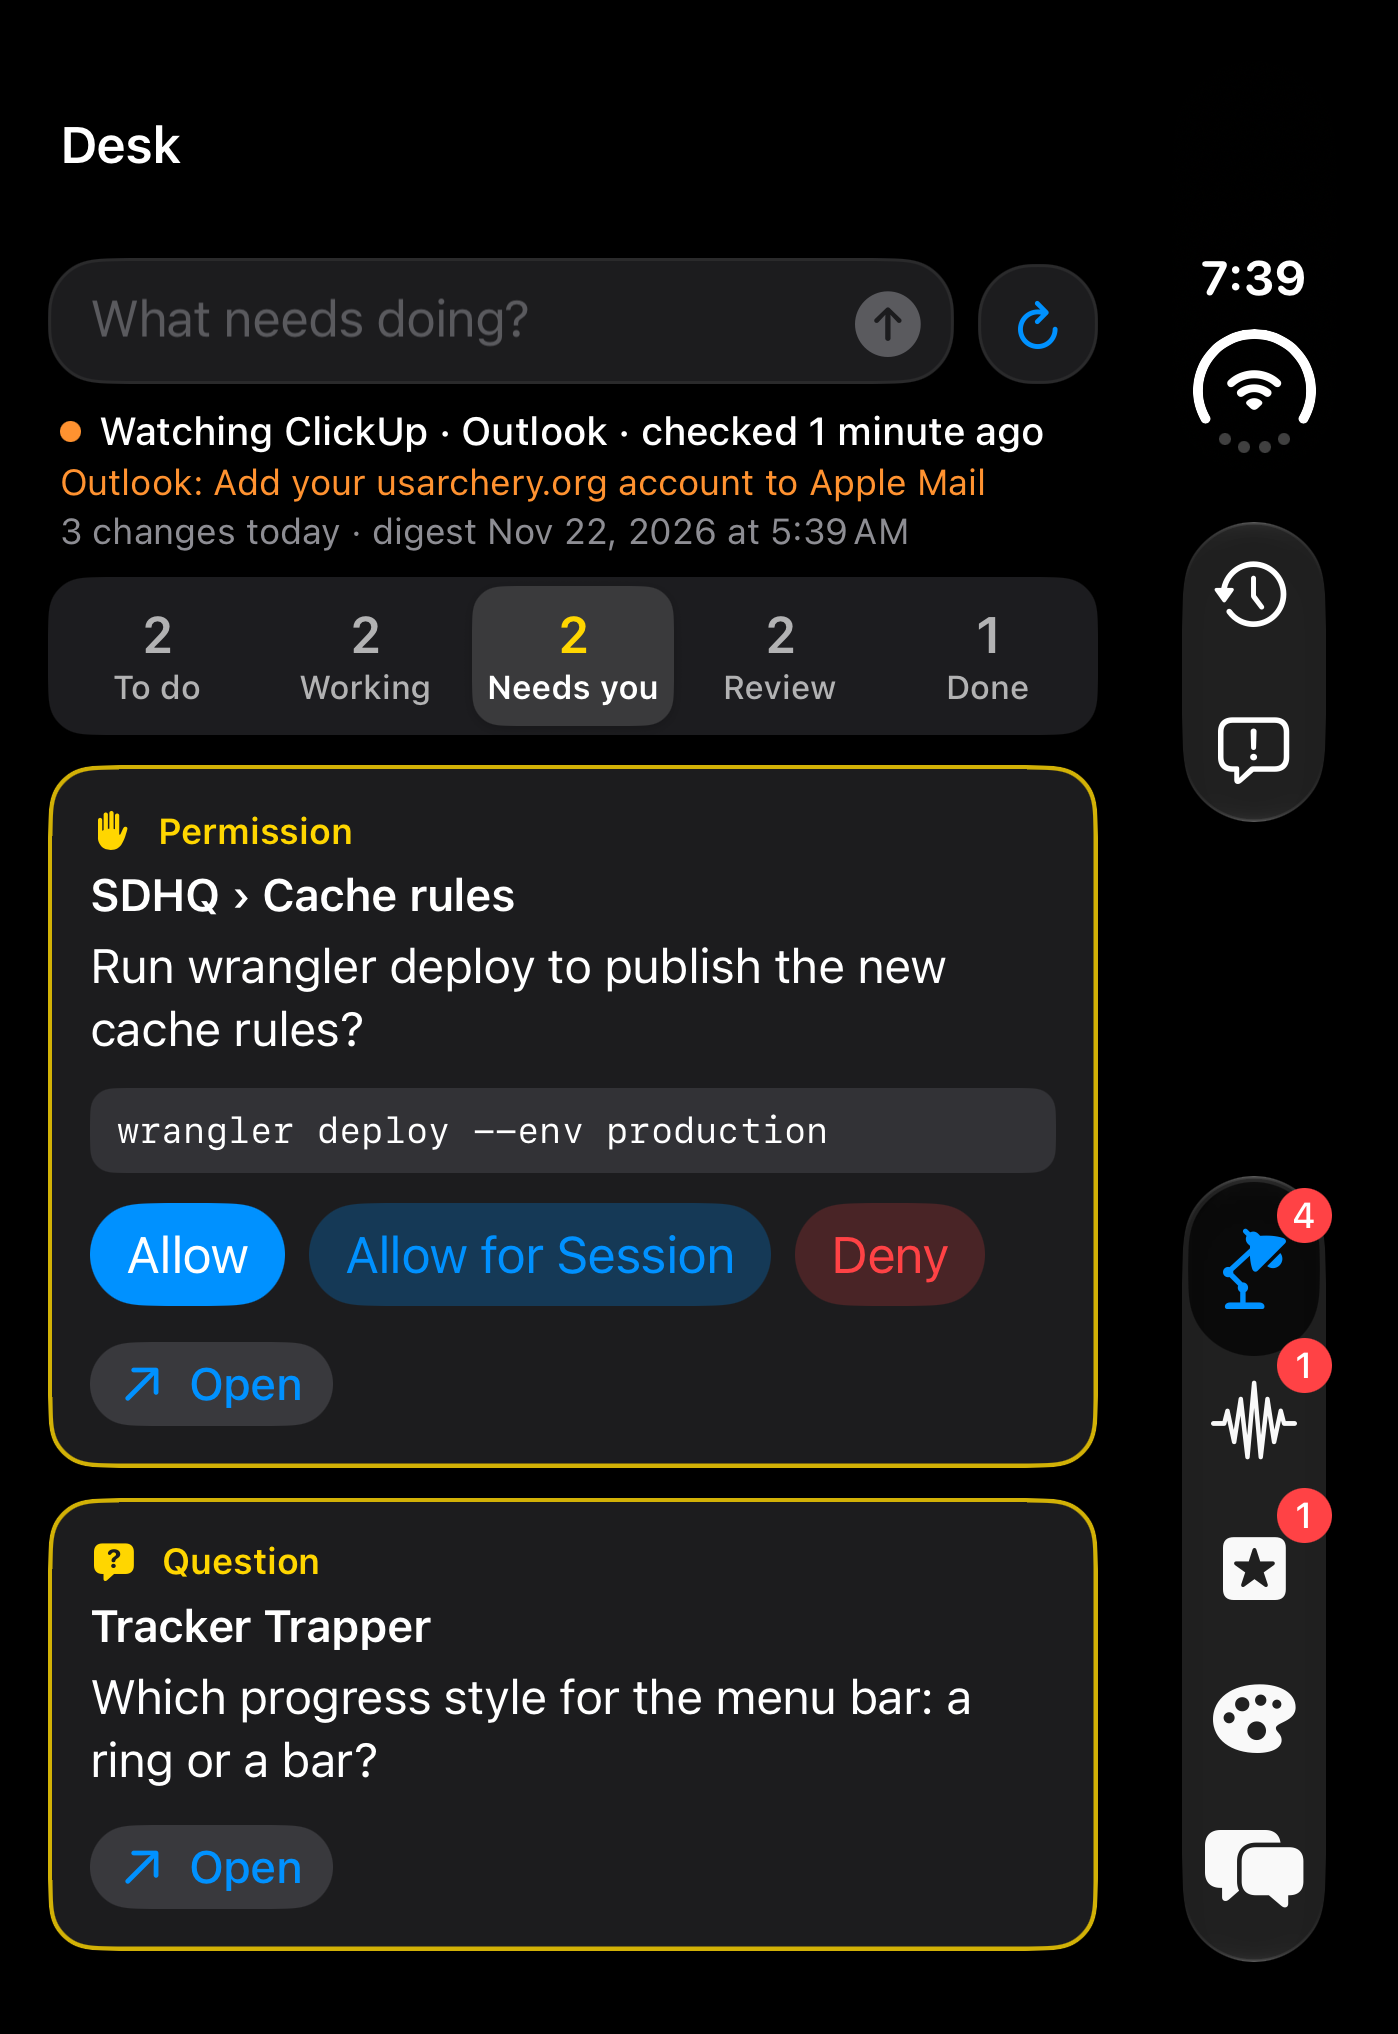 Desk
What needs doing?
7:39
Watching ClickUp · Outlook · checked 1 minute ago
Outlook: Add your usarchery.org account to Apple Mail
3 changes today · digest Nov 22, 2026 at 5:39 AM
2 2 2 2 1
To do Working Needs you Review Done
Permission
SDHQ › Cache rules
Run wrangler deploy to publish the new
cache rules?
wrangler deploy --env production
Allow Allow for Session Deny
Open
Question
Tracker Trapper
Which progress style for the menu bar: a
ring or a bar?
Open
4
1
1